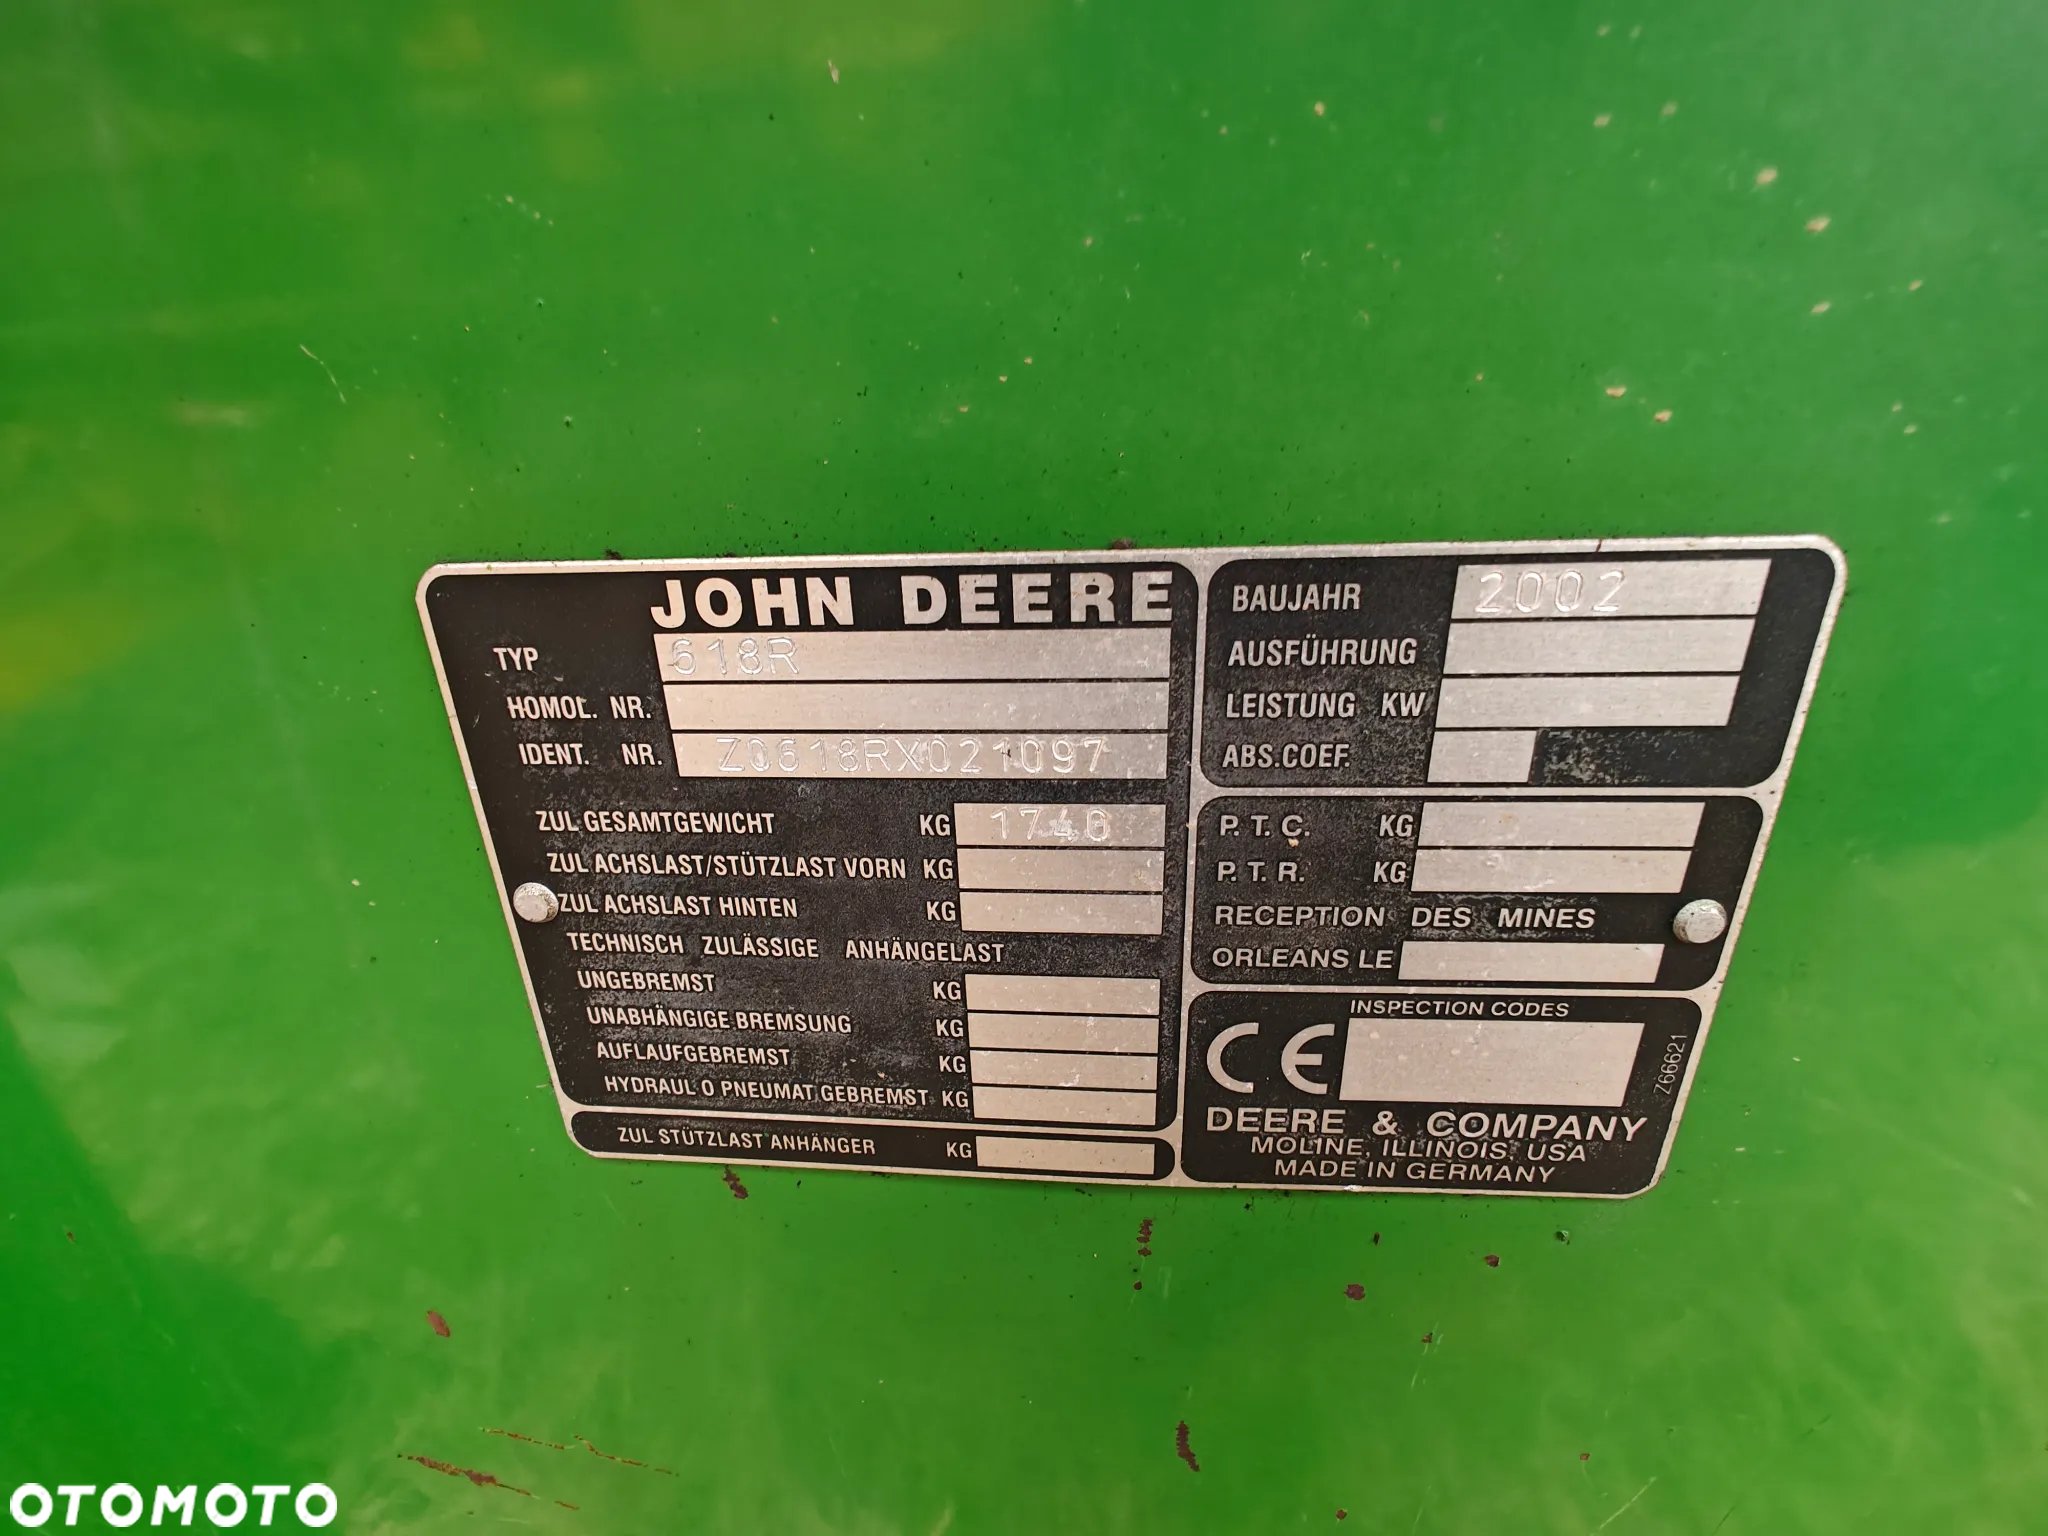 JOHN DEERE
TYP 618R
HOMOL. NR.
IDENT. NR. Z0618RX021097
ZUL GESAMTGEWICHT KG 1740
ZUL ACHSLAST/STÜTZLAST VORN KG
ZUL ACHSLAST HINTEN KG
TECHNISCH ZULÄSSIGE ANHÄNGELAST
UNGEBREMST KG
UNABHÄNGIGE BREMSUNG KG
AUFLAUFGEBREMST KG
HYDRAUL O PNEUMAT GEBREMST KG
ZUL STÜTZLAST ANHÄNGER KG
BAUJAHR 2002
AUSFÜHRUNG
LEISTUNG KW
ABS.COEF.
P. T. C. KG
P. T. R. KG
RECEPTION DES MINES
ORLEANS LE
INSPECTION CODES
CE
DEERE & COMPANY
MOLINE, ILLINOIS, USA
MADE IN GERMANY
Z66621
OTOMOTO